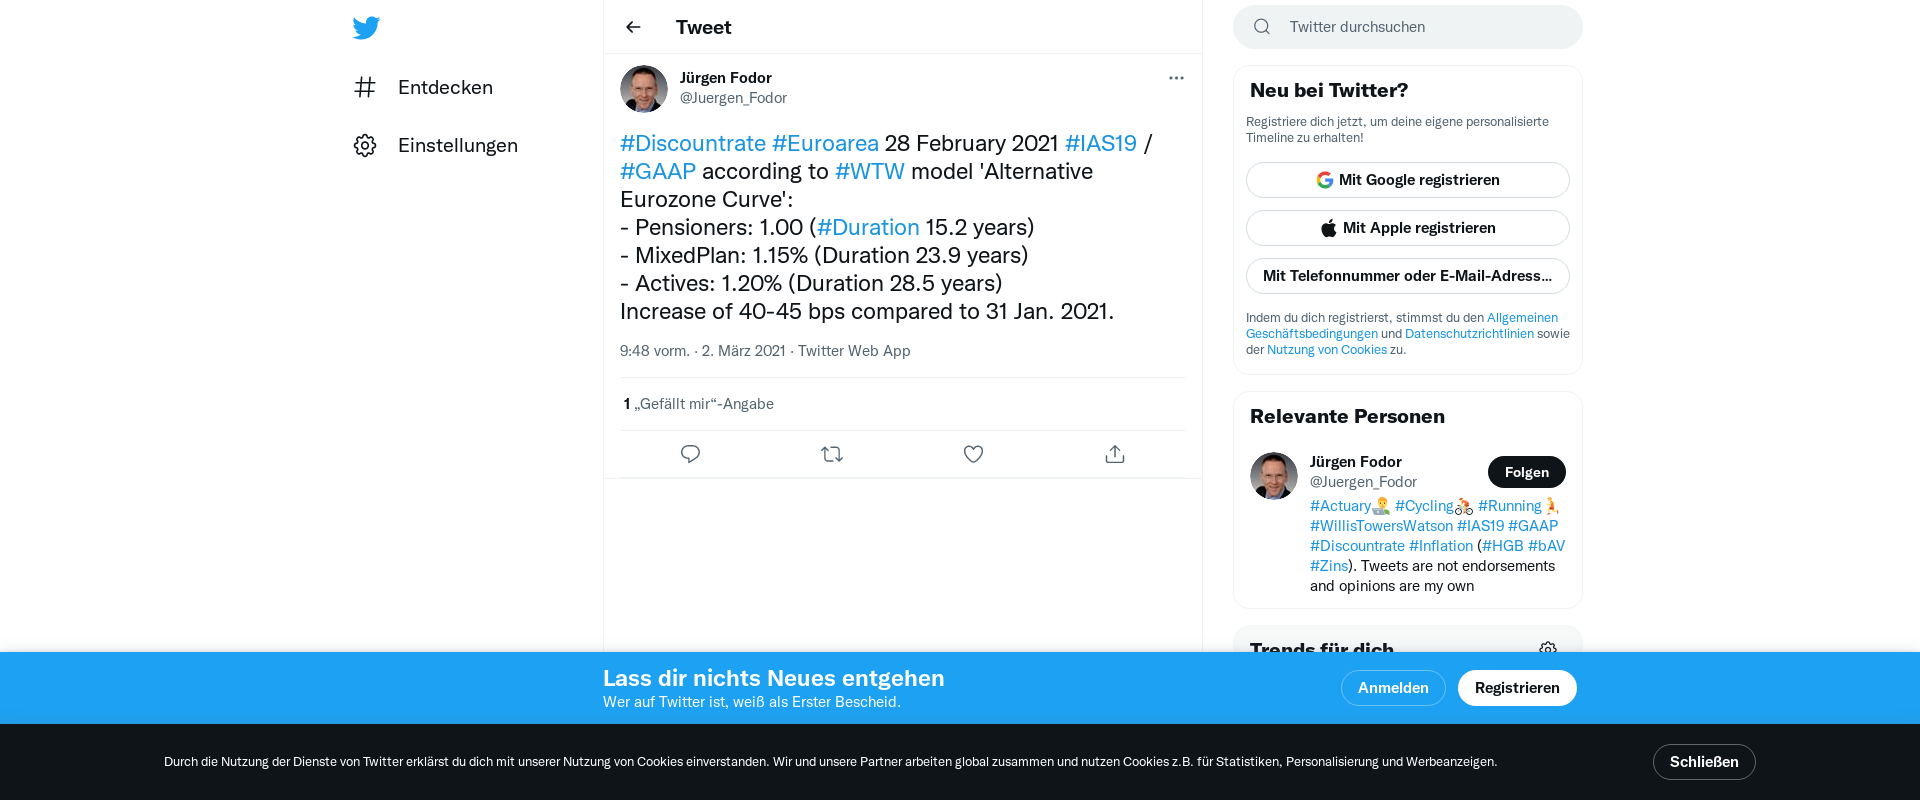 Entdecken
Einstellungen
Tweet
Jürgen Fodor
@Juergen_Fodor
#Discountrate #Euroarea 28 February 2021 #IAS19 /
#GAAP according to #WTW model 'Alternative
Eurozone Curve':
- Pensioners: 1.00 (#Duration 15.2 years)
- MixedPlan: 1.15% (Duration 23.9 years)
- Actives: 1.20% (Duration 28.5 years)
Increase of 40-45 bps compared to 31 Jan. 2021.
9:48 vorm. · 2. März 2021 · Twitter Web App
1 „Gefällt mir“-Angabe
Twitter durchsuchen
Neu bei Twitter?
Registriere dich jetzt, um deine eigene personalisierte
Timeline zu erhalten!
Mit Google registrieren
Mit Apple registrieren
Mit Telefonnummer oder E-Mail-Adress...
Indem du dich registrierst, stimmst du den Allgemeinen
Geschäftsbedingungen und Datenschutzrichtlinien sowie
der Nutzung von Cookies zu.
Relevante Personen
Jürgen Fodor
@Juergen_Fodor
Folgen
#Actuary👨🏼‍💻 #Cycling🚴🏼 #Running🏃🏼
#WillisTowersWatson #IAS19 #GAAP
#Discountrate #Inflation (#HGB #bAV
#Zins). Tweets are not endorsements
and opinions are my own
Trends für dich
Lass dir nichts Neues entgehen
Wer auf Twitter ist, weiß als Erster Bescheid.
Anmelden
Registrieren
Durch die Nutzung der Dienste von Twitter erklärst du dich mit unserer Nutzung von Cookies einverstanden. Wir und unsere Partner arbeiten global zusammen und nutzen Cookies z.B. für Statistiken, Personalisierung und Werbeanzeigen.
Schließen